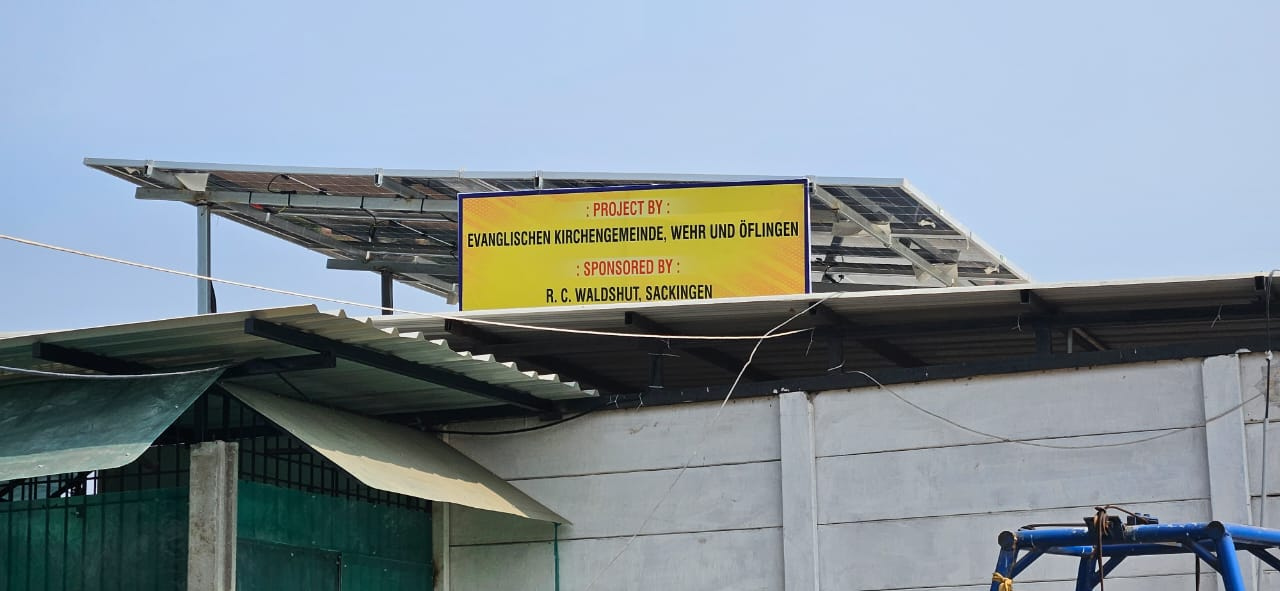 : PROJECT BY :
EVANGLISCHEN KIRCHENGEMEINDE, WEHR UND ÖFLINGEN
: SPONSORED BY :
R. C. WALDSHUT, SACKINGEN